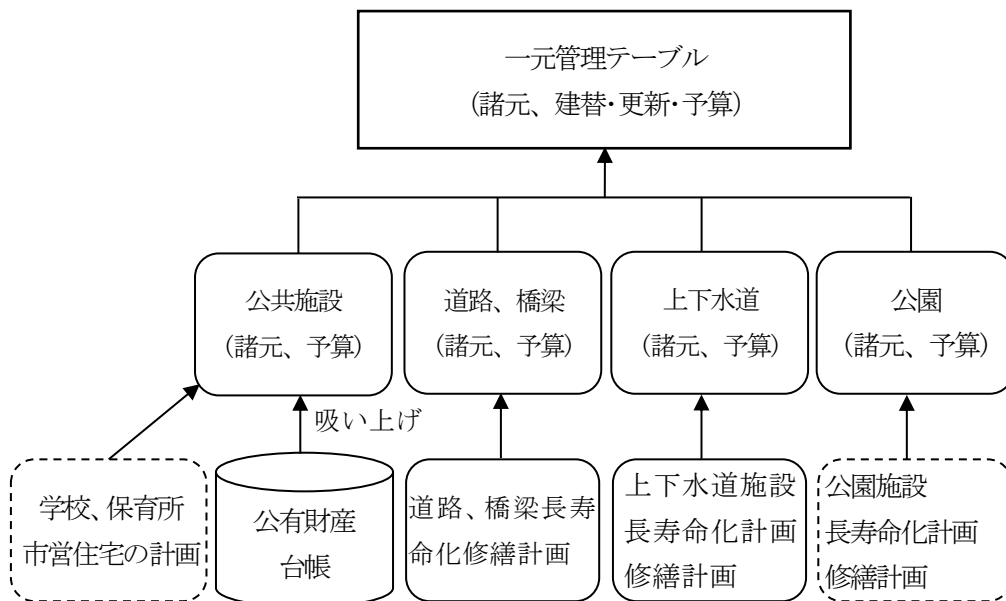 一元管理テーブル
(諸元、建替･更新･予算)
公共施設
(諸元、予算)
道路、橋梁
(諸元、予算)
上下水道
(諸元、予算)
公園
(諸元、予算)
吸い上げ
学校、保育所
市営住宅の計画
公有財産
台帳
道路、橋梁長寿
命化修繕計画
上下水道施設
長寿命化計画
修繕計画
公園施設
長寿命化計画
修繕計画